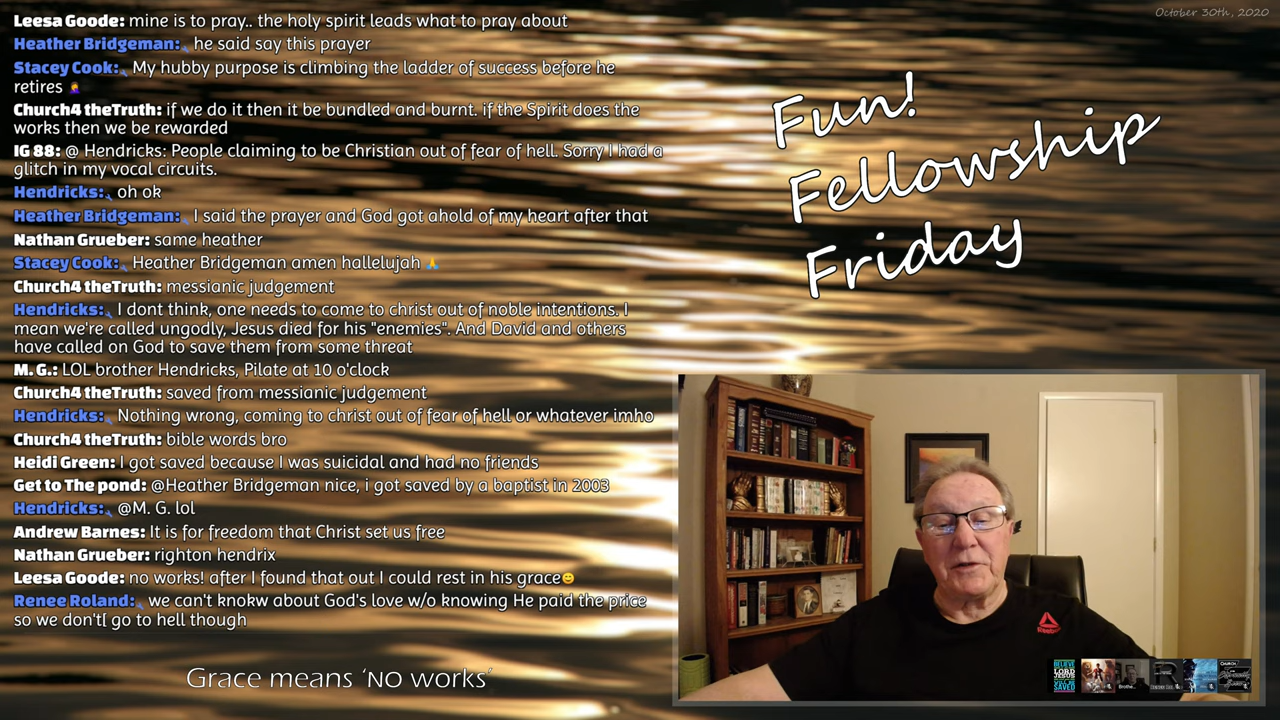 Leesa Goode: mine is to pray.. the holy spirit leads what to pray about
Heather Bridgeman: he said say this prayer
Stacey Cook: My hubby purpose is climbing the ladder of success before he
retires 🤦‍♀️
Church4 theTruth: if we do it then it be bundled and burnt. if the Spirit does the
works then we be rewarded
IG 88: @ Hendricks: People claiming to be Christian out of fear of hell. Sorry I had a
glitch in my vocal circuits.
Hendricks: oh ok
Heather Bridgeman: I said the prayer and God got ahold of my heart after that
Nathan Grueber: same heather
Stacey Cook: Heather Bridgeman amen hallelujah 🙏
Church4 theTruth: messianic judgement
Hendricks: I dont think, one needs to come to christ out of noble intentions. I
mean we're called ungodly, Jesus died for his "enemies". And David and others
have called on God to save them from some threat
M. G.: LOL brother Hendricks, Pilate at 10 o'clock
Church4 theTruth: saved from messianic judgement
Hendricks: Nothing wrong, coming to christ out of fear of hell or whatever imho
Church4 theTruth: bible words bro
Heidi Green: I got saved because I was suicidal and had no friends
Get to The pond: @Heather Bridgeman nice, i got saved by a baptist in 2003
Hendricks: @M. G. lol
Andrew Barnes: It is for freedom that Christ set us free
Nathan Grueber: righton hendrix
Leesa Goode: no works! after I found that out I could rest in his grace😊
Renee Roland: we can't knokw about God's love w/o knowing He paid the price
so we don't[ go to hell though
Grace means ‘NO works’
October 30th, 2020
Fun!
Fellowship
Friday
Reebok
BELIEVE
LORD
JESUS
SAVED
Brothe...
CHURCH